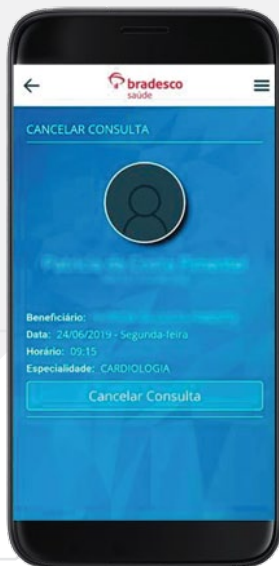 bradesco
saúde
CANCELAR CONSULTA
Beneficiário:
Data: 24/06/2019 - Segunda-feira
Horário: 09:15
Especialidade: CARDIOLOGIA
Cancelar Consulta